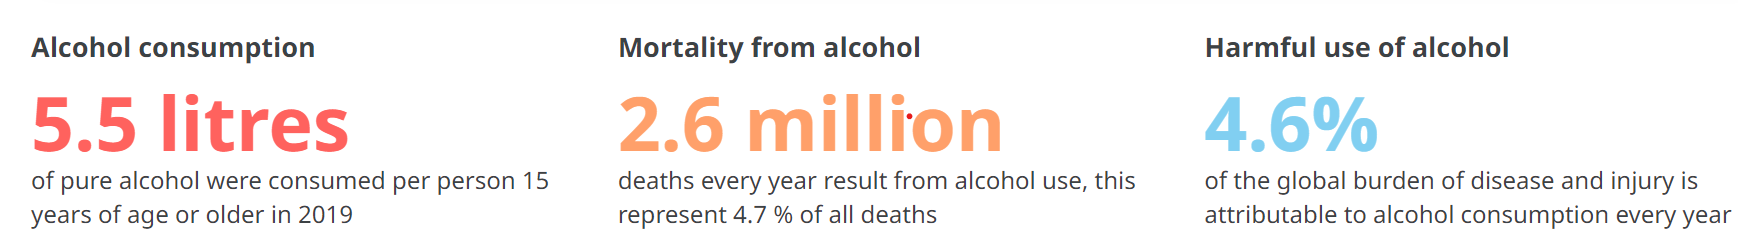 Alcohol consumption
5.5 litres
of pure alcohol were consumed per person 15
years of age or older in 2019
Mortality from alcohol
2.6 million
deaths every year result from alcohol use, this
represent 4.7 % of all deaths
Harmful use of alcohol
4.6%
of the global burden of disease and injury is
attributable to alcohol consumption every year